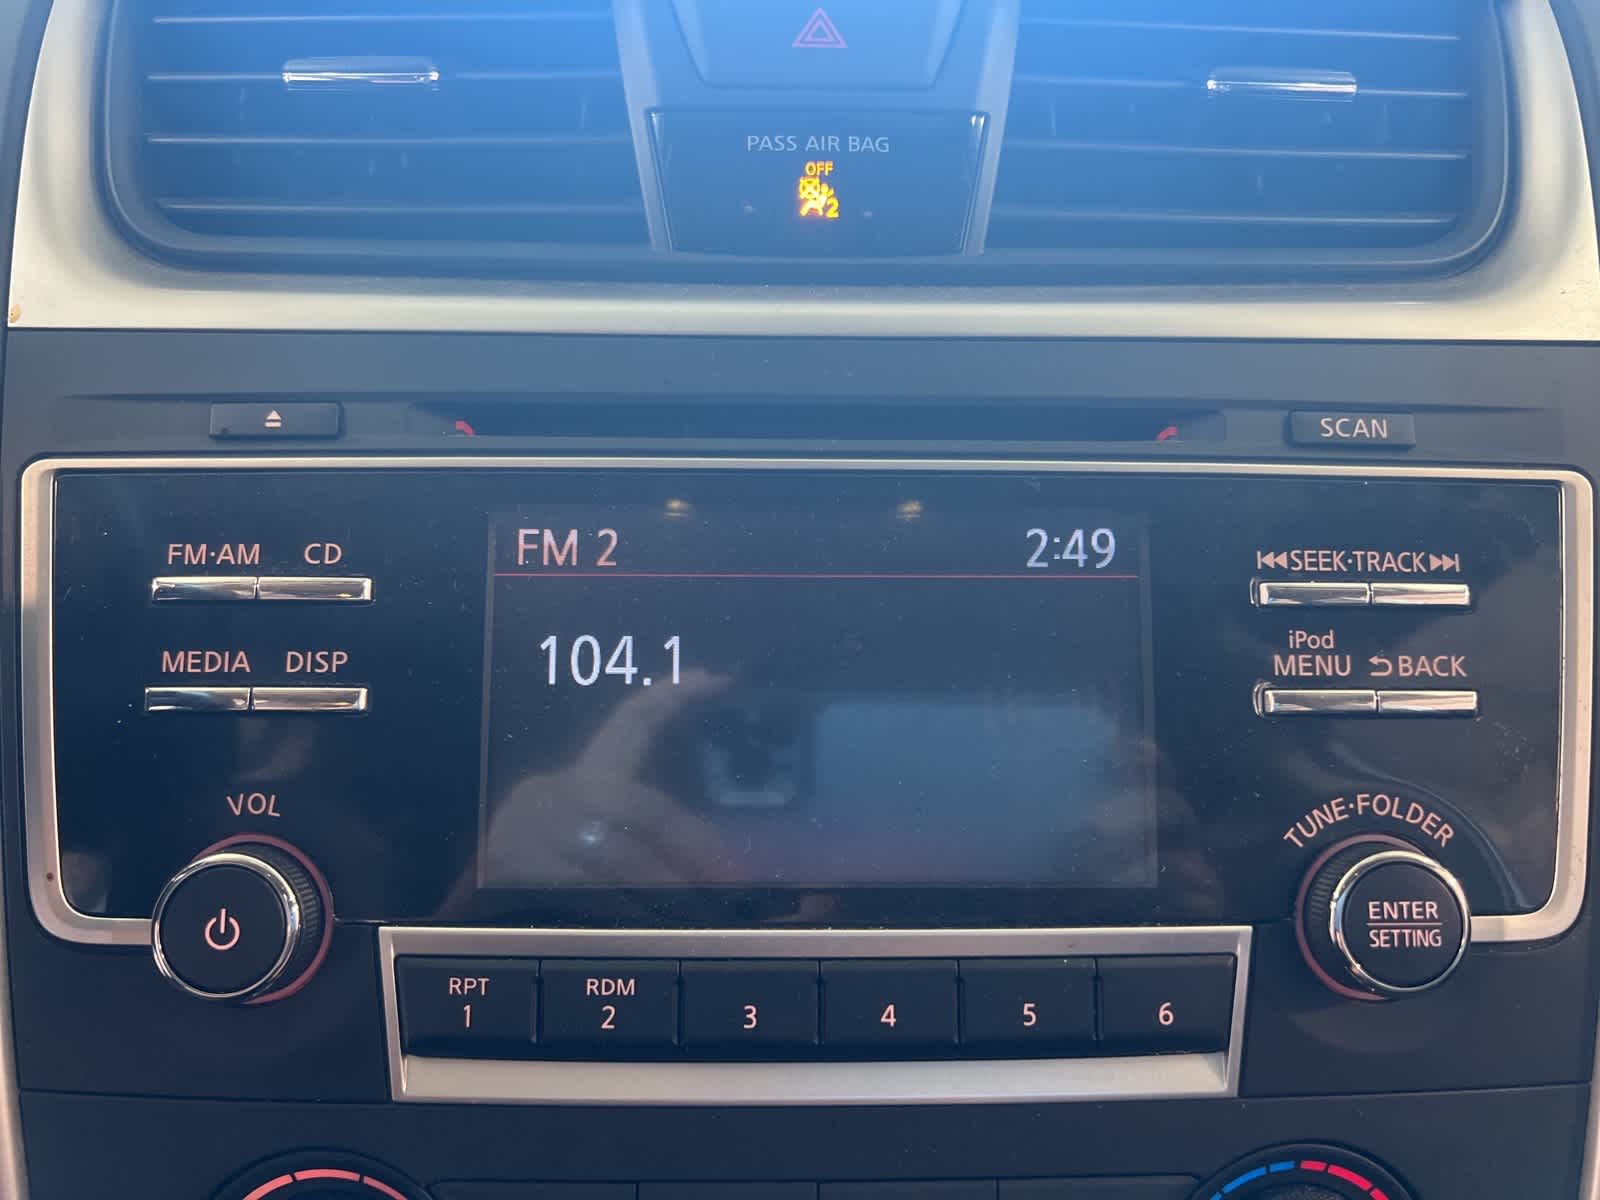 PASS AIR BAG
OFF
2
SCAN
FM·AM CD
FM 2 2:49
SEEK·TRACK
104.1
MEDIA DISP
iPod
MENU BACK
VOL
TUNE·FOLDER
ENTER
SETTING
RPT
1
RDM
2
3
4
5
6